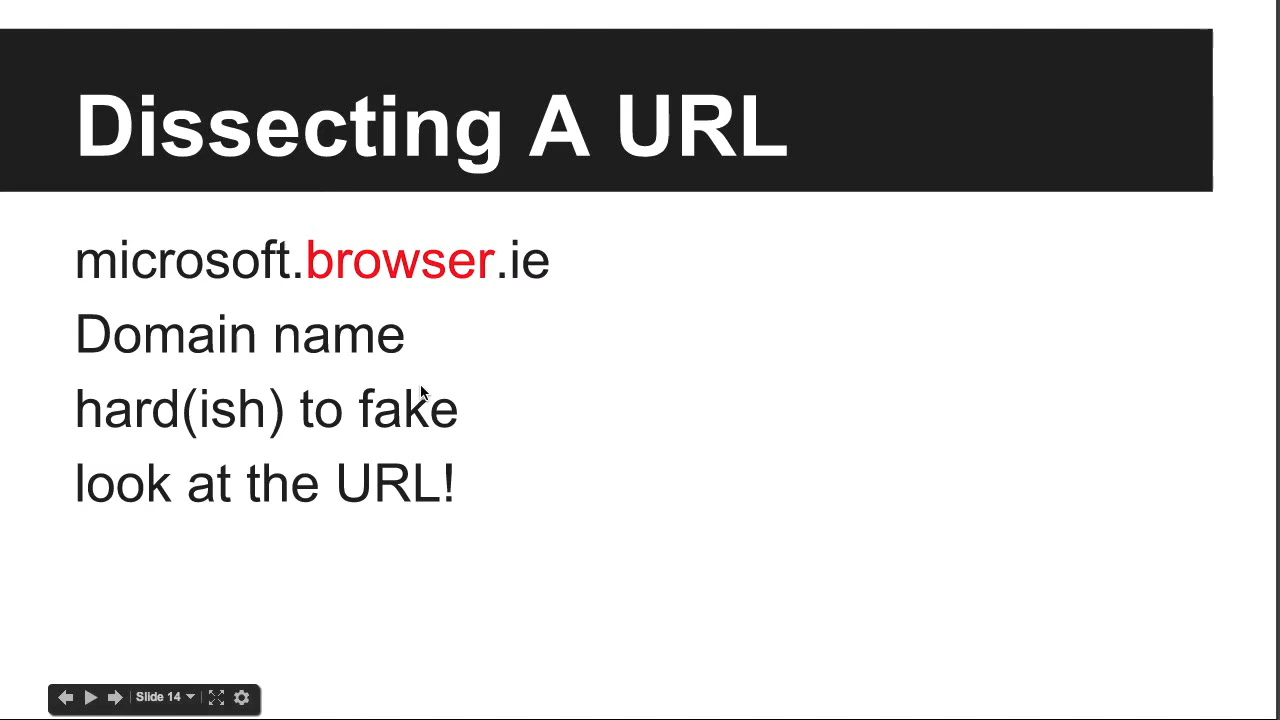 Dissecting A URL
microsoft.browser.ie
Domain name
hard(ish) to fake
look at the URL!
Slide 14